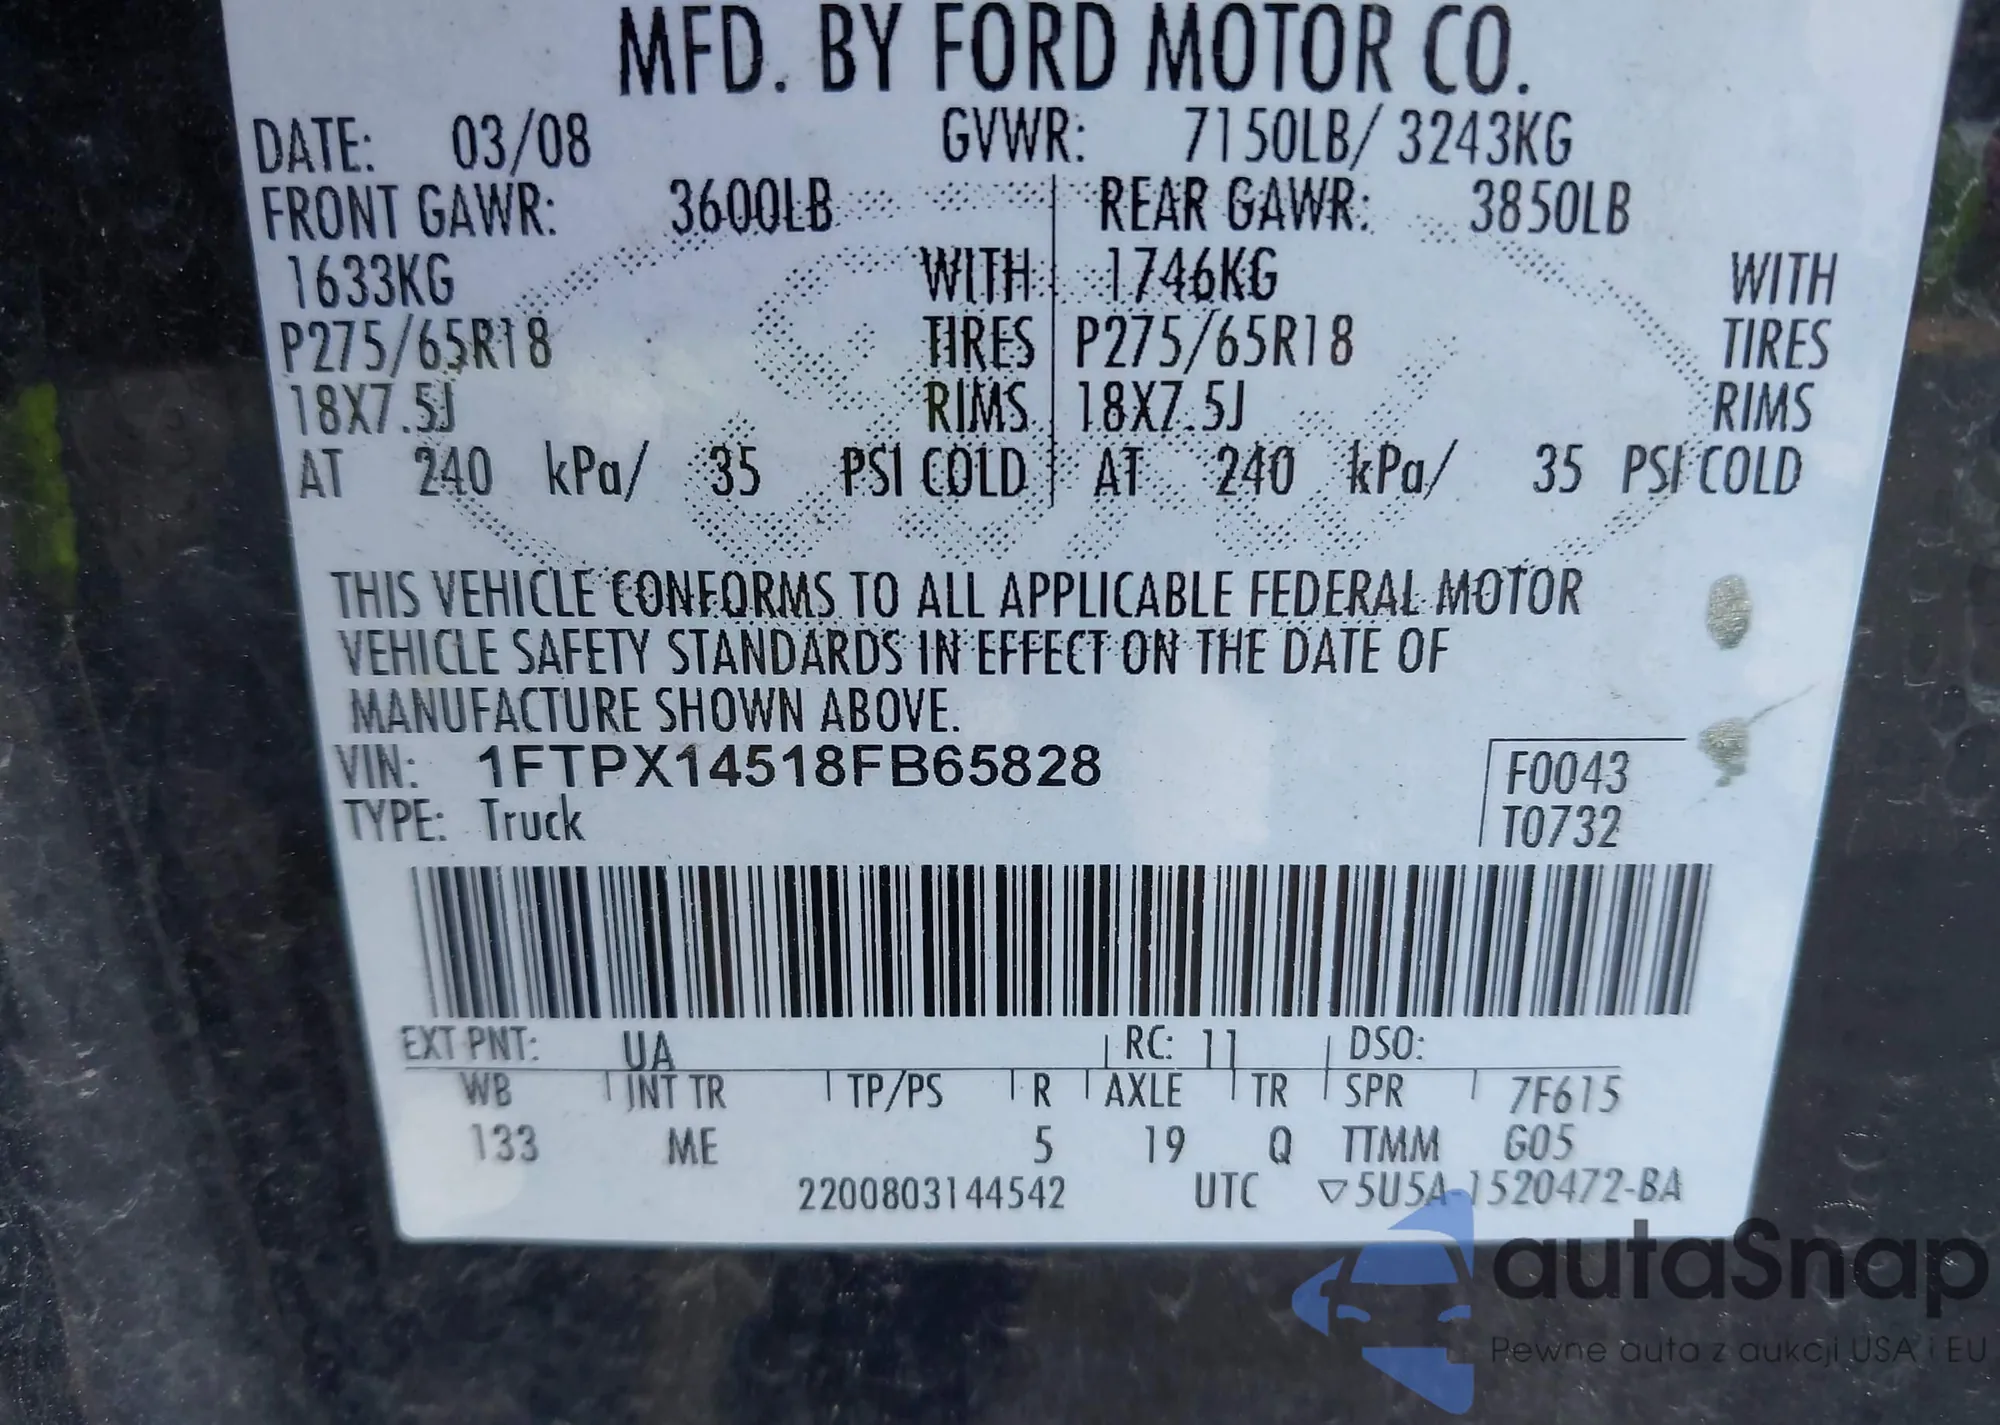 MFD. BY FORD MOTOR CO.
DATE: 03/08 GVWR: 7150LB/ 3243KG
FRONT GAWR: 3600LB REAR GAWR: 3850LB
1633KG WITH 1746KG WITH
P275/65R18 TIRES P275/65R18 TIRES
18X7.5J RIMS 18X7.5J RIMS
AT 240 kPa/ 35 PSI COLD AT 240 kPa/ 35 PSI COLD
THIS VEHICLE CONFORMS TO ALL APPLICABLE FEDERAL MOTOR
VEHICLE SAFETY STANDARDS IN EFFECT ON THE DATE OF
MANUFACTURE SHOWN ABOVE.
VIN: 1FTPX14518FB65828
F0043
TYPE: Truck
T0732
EXT PNT: UA RC: 11 DSO:
WB INT TR TP/PS R AXLE TR SPR 7F615
133 ME 5 19 Q TTMM G05
2200803144542 UTC ▽5U5A-1520472-BA
autaSnap
Pewne auta z aukcji USA i EU